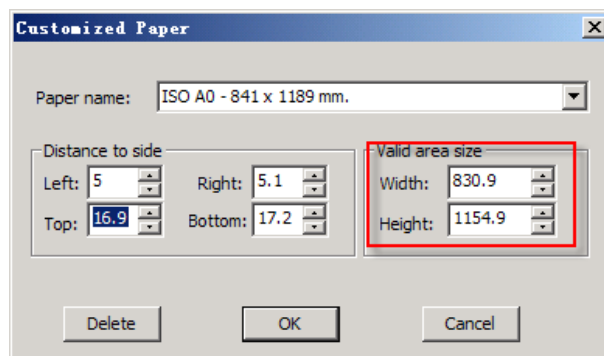 Customized Paper
Paper name: ISO A0 - 841 x 1189 mm.
Distance to side
Left: 5 Right: 5.1
Top: 16.9 Bottom: 17.2
Valid area size
Width: 830.9
Height: 1154.9
Delete OK Cancel